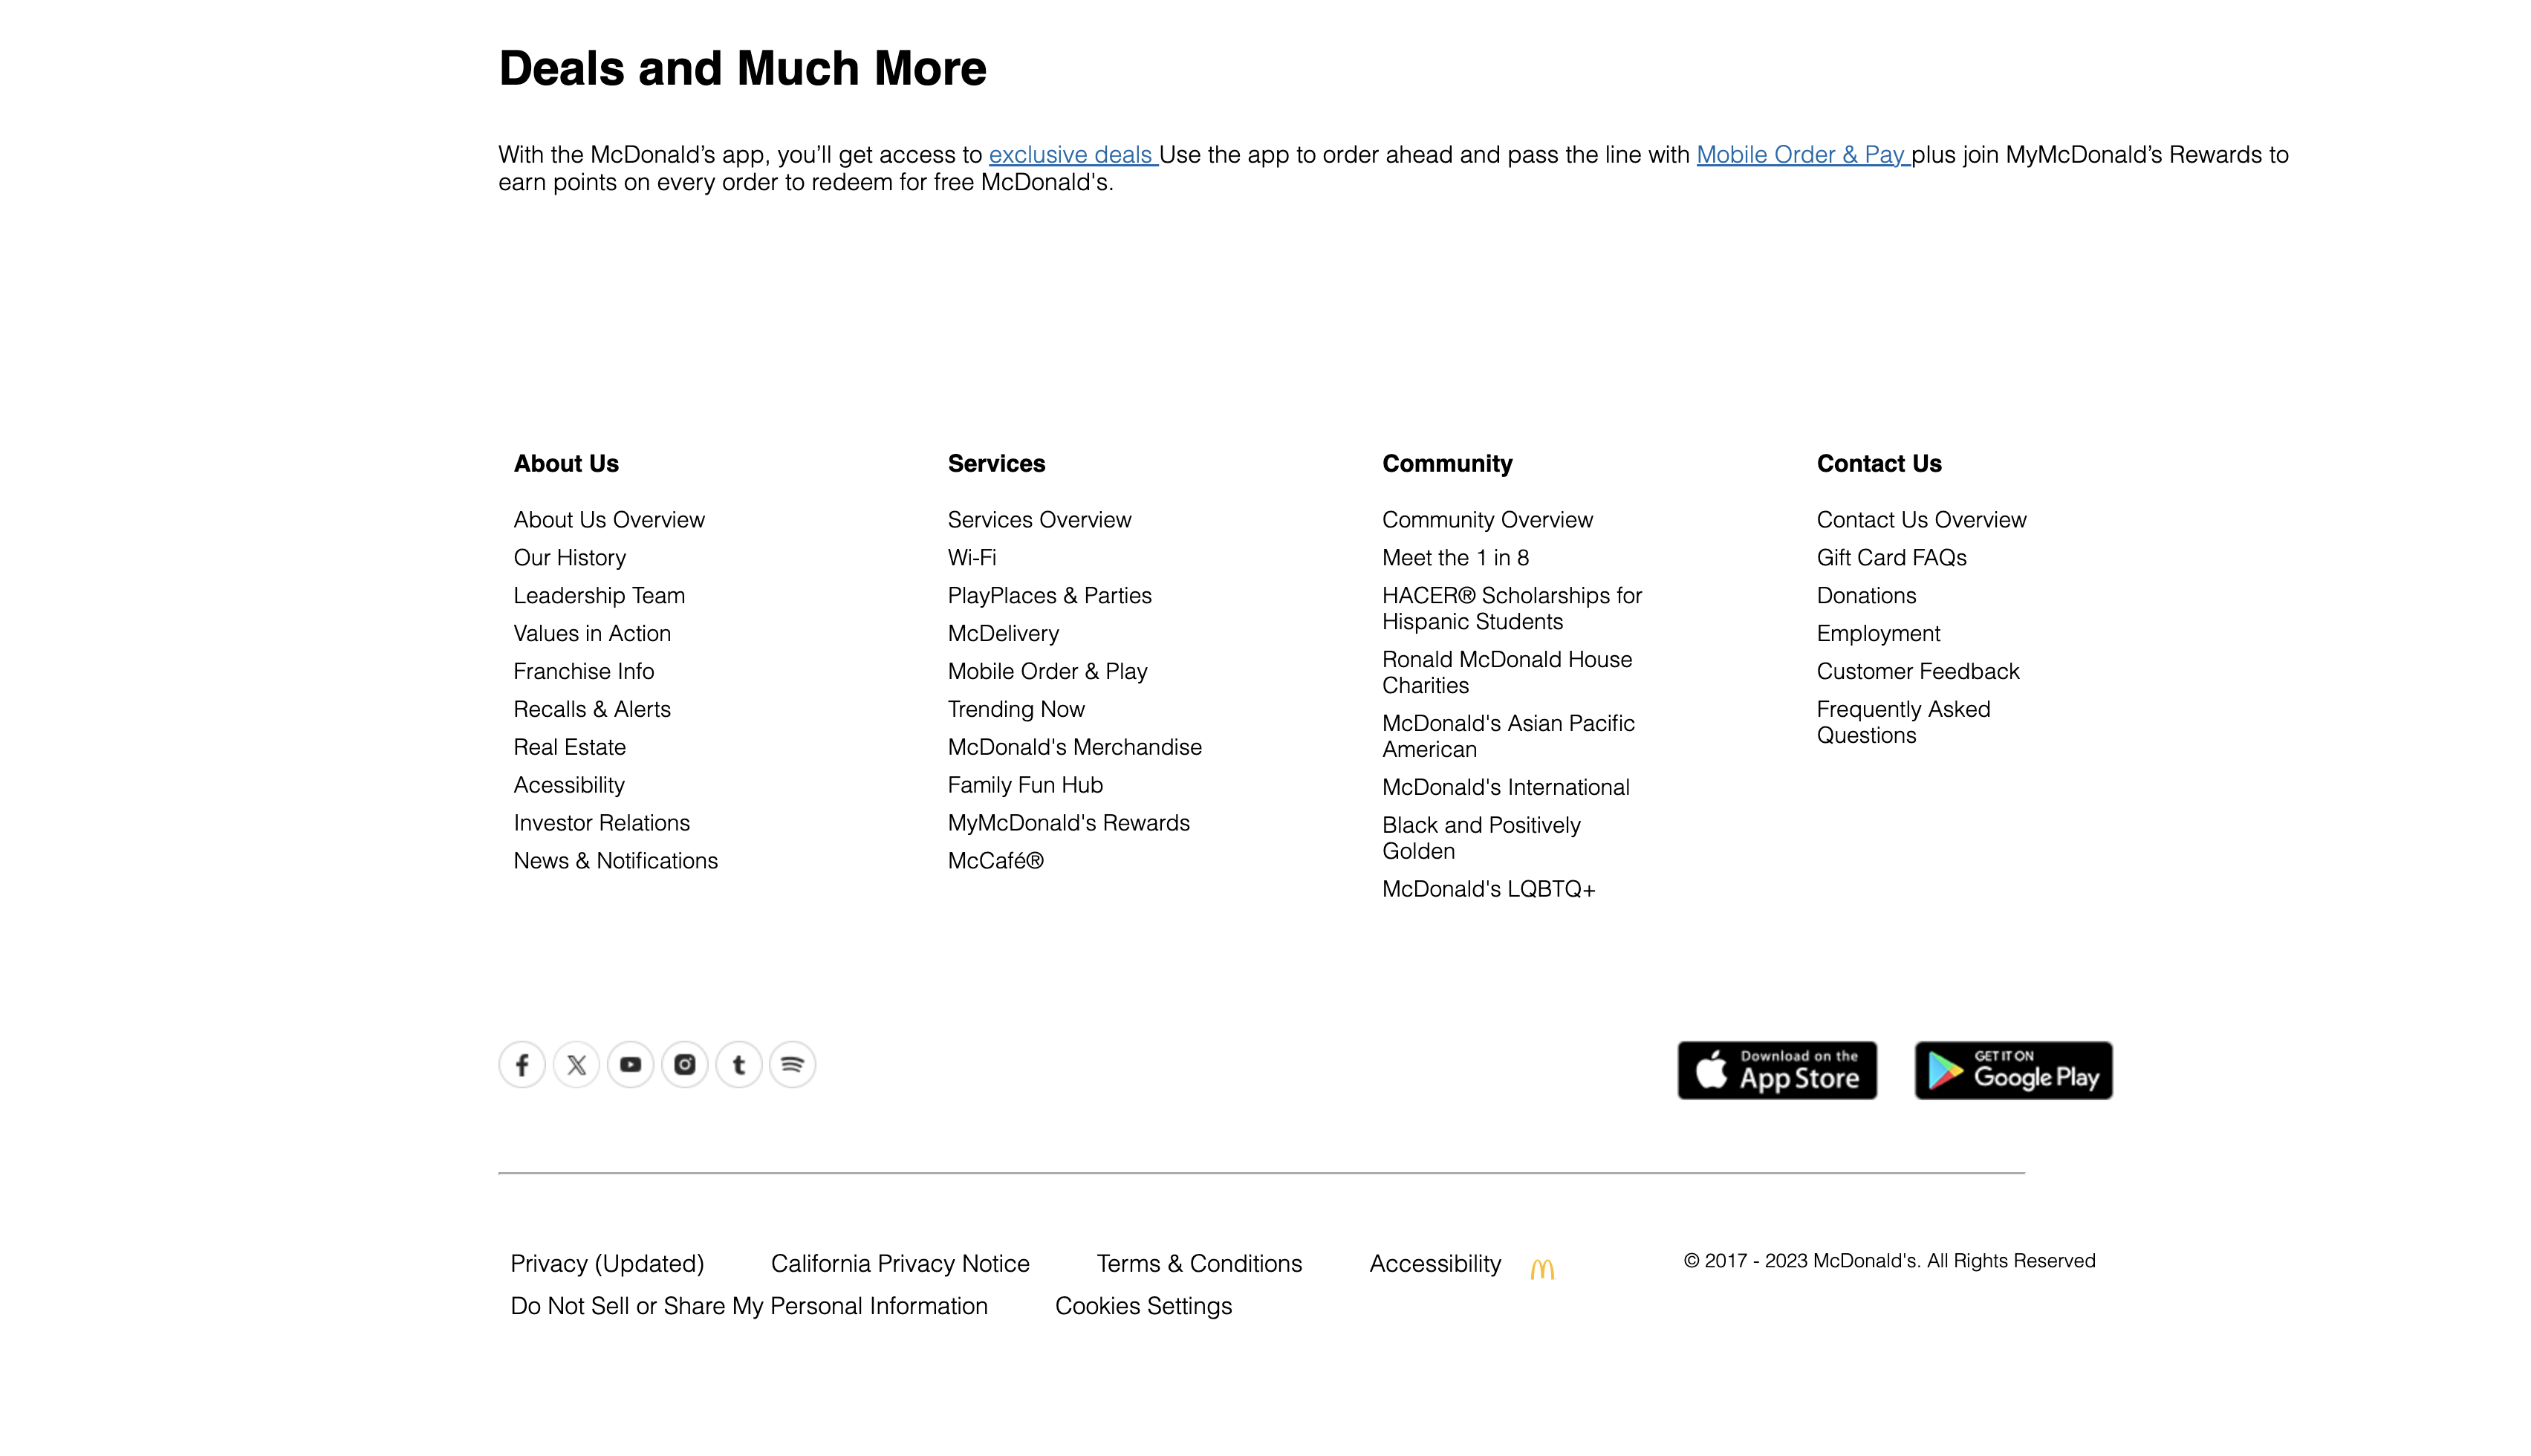 Deals and Much More
With the McDonald’s app, you’ll get access to exclusive deals Use the app to order ahead and pass the line with Mobile Order & Pay plus join MyMcDonald’s Rewards to
earn points on every order to redeem for free McDonald's.
About Us
About Us Overview
Our History
Leadership Team
Values in Action
Franchise Info
Recalls & Alerts
Real Estate
Acessibility
Investor Relations
News & Notifications
Services
Services Overview
Wi-Fi
PlayPlaces & Parties
McDelivery
Mobile Order & Play
Trending Now
McDonald's Merchandise
Family Fun Hub
MyMcDonald's Rewards
McCafé®
Community
Community Overview
Meet the 1 in 8
HACER® Scholarships for
Hispanic Students
Ronald McDonald House
Charities
McDonald's Asian Pacific
American
McDonald's International
Black and Positively
Golden
McDonald's LQBTQ+
Contact Us
Contact Us Overview
Gift Card FAQs
Donations
Employment
Customer Feedback
Frequently Asked
Questions
Download on the
App Store
GET IT ON
Google Play
Privacy (Updated) California Privacy Notice Terms & Conditions Accessibility
Do Not Sell or Share My Personal Information Cookies Settings
© 2017 - 2023 McDonald's. All Rights Reserved